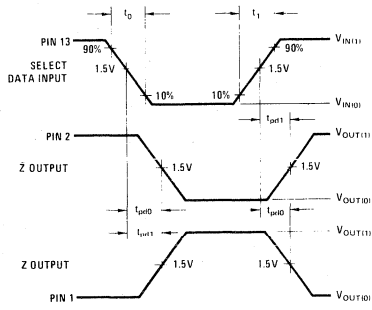 t0 t1
PIN 13 VIN(1)
90% 90%
SELECT
DATA INPUT 1.5V 1.5V
10% 10%
VIN(0)
tpd1
PIN 2 VOUT(1)
Z̄ OUTPUT 1.5V 1.5V
VOUT(0)
tpd0 tpd0
tpd1 VOUT(1)
Z OUTPUT 1.5V 1.5V
PIN 1 VOUT(0)